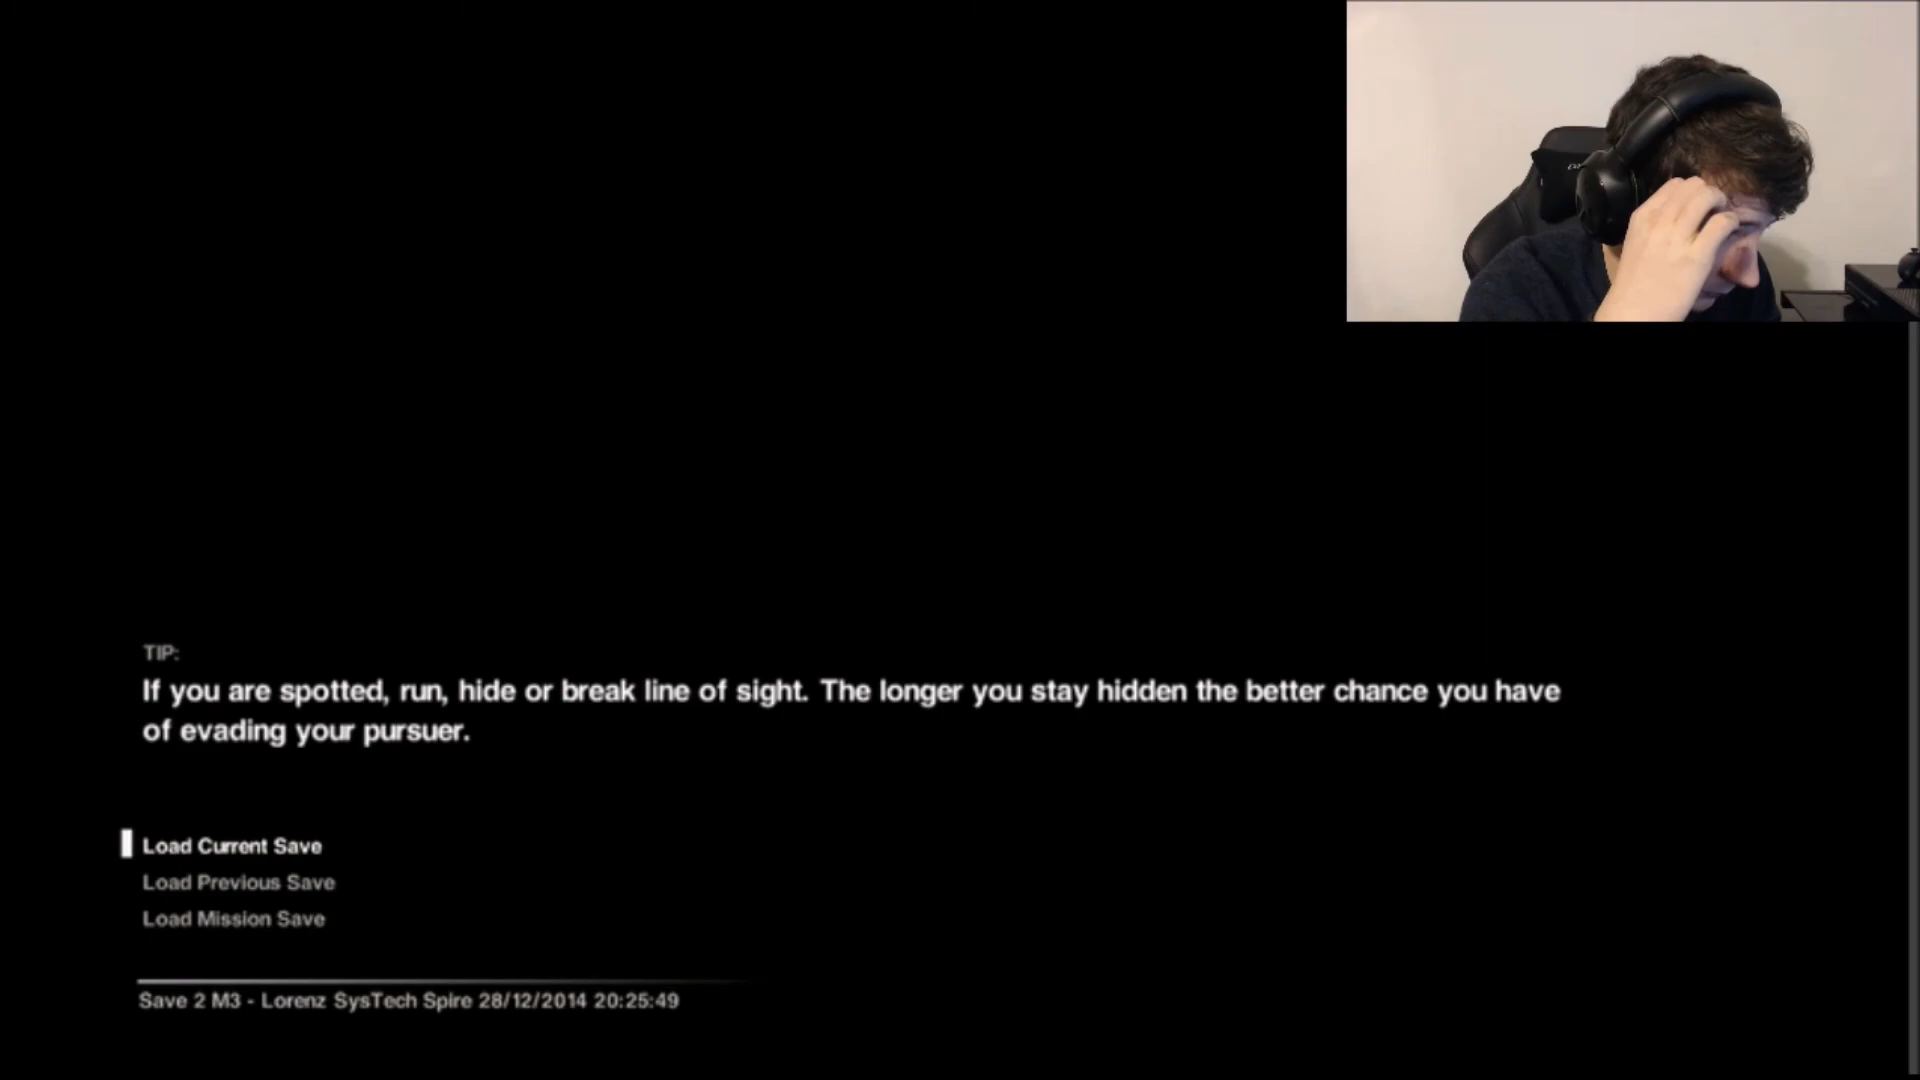 TIP:
If you are spotted, run, hide or break line of sight. The longer you stay hidden the better chance you have
of evading your pursuer.
Load Current Save
Load Previous Save
Load Mission Save
Save 2 M3 - Lorenz SysTech Spire 28/12/2014 20:25:49